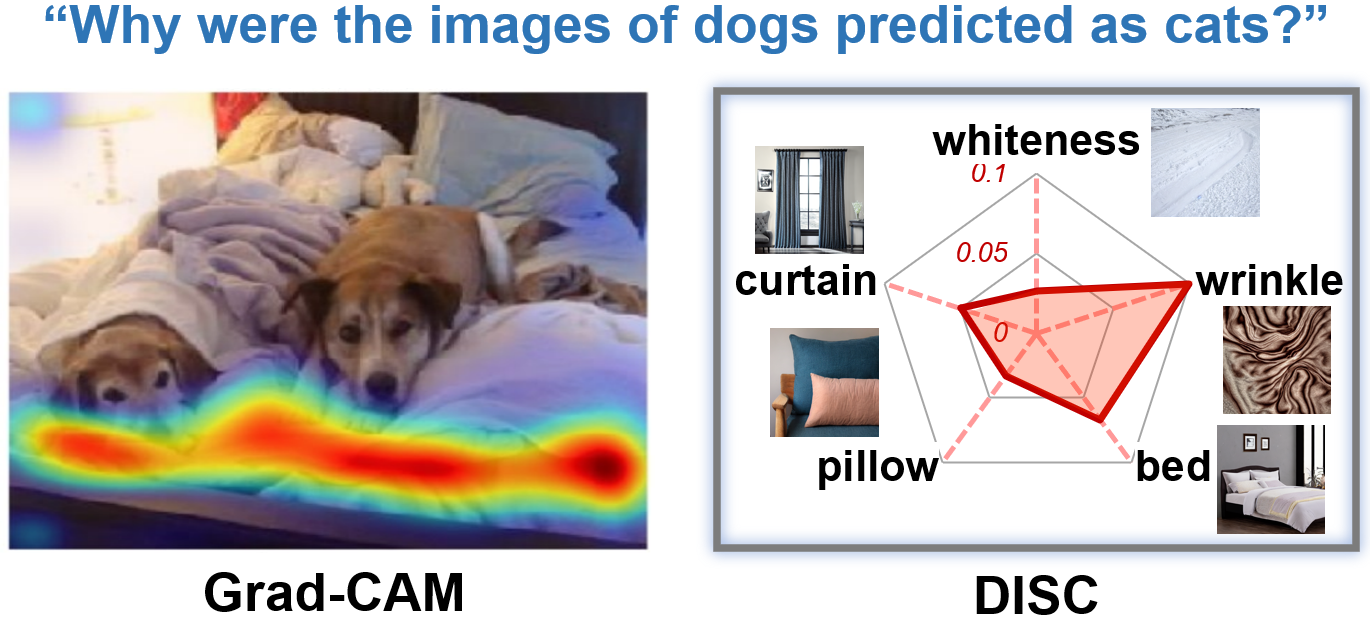 “Why were the images of dogs predicted as cats?”
whiteness
0.1
0.05
curtain
wrinkle
0
pillow
bed
Grad-CAM
DISC